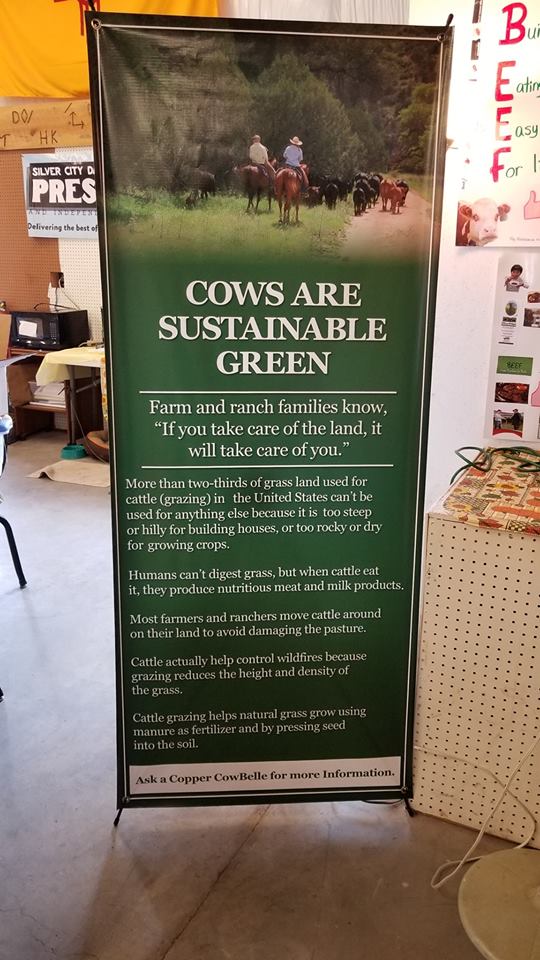 DO/
T HK
SILVER CITY DA
PRES
AND INDEPEN
Delivering the best of
COWS ARE
SUSTAINABLE
GREEN
Farm and ranch families know,
“If you take care of the land, it
will take care of you.”
More than two-thirds of grass land used for
cattle (grazing) in the United States can’t be
used for anything else because it is too steep
or hilly for building houses, or too rocky or dry
for growing crops.
Humans can’t digest grass, but when cattle eat
it, they produce nutritious meat and milk products.
Most farmers and ranchers move cattle around
on their land to avoid damaging the pasture.
Cattle actually help control wildfires because
grazing reduces the height and density of
the grass.
Cattle grazing helps natural grass grow using
manure as fertilizer and by pressing seed
into the soil.
Ask a Copper CowBelle for more Information.
Bui
Eating
Easy
For
BEEF